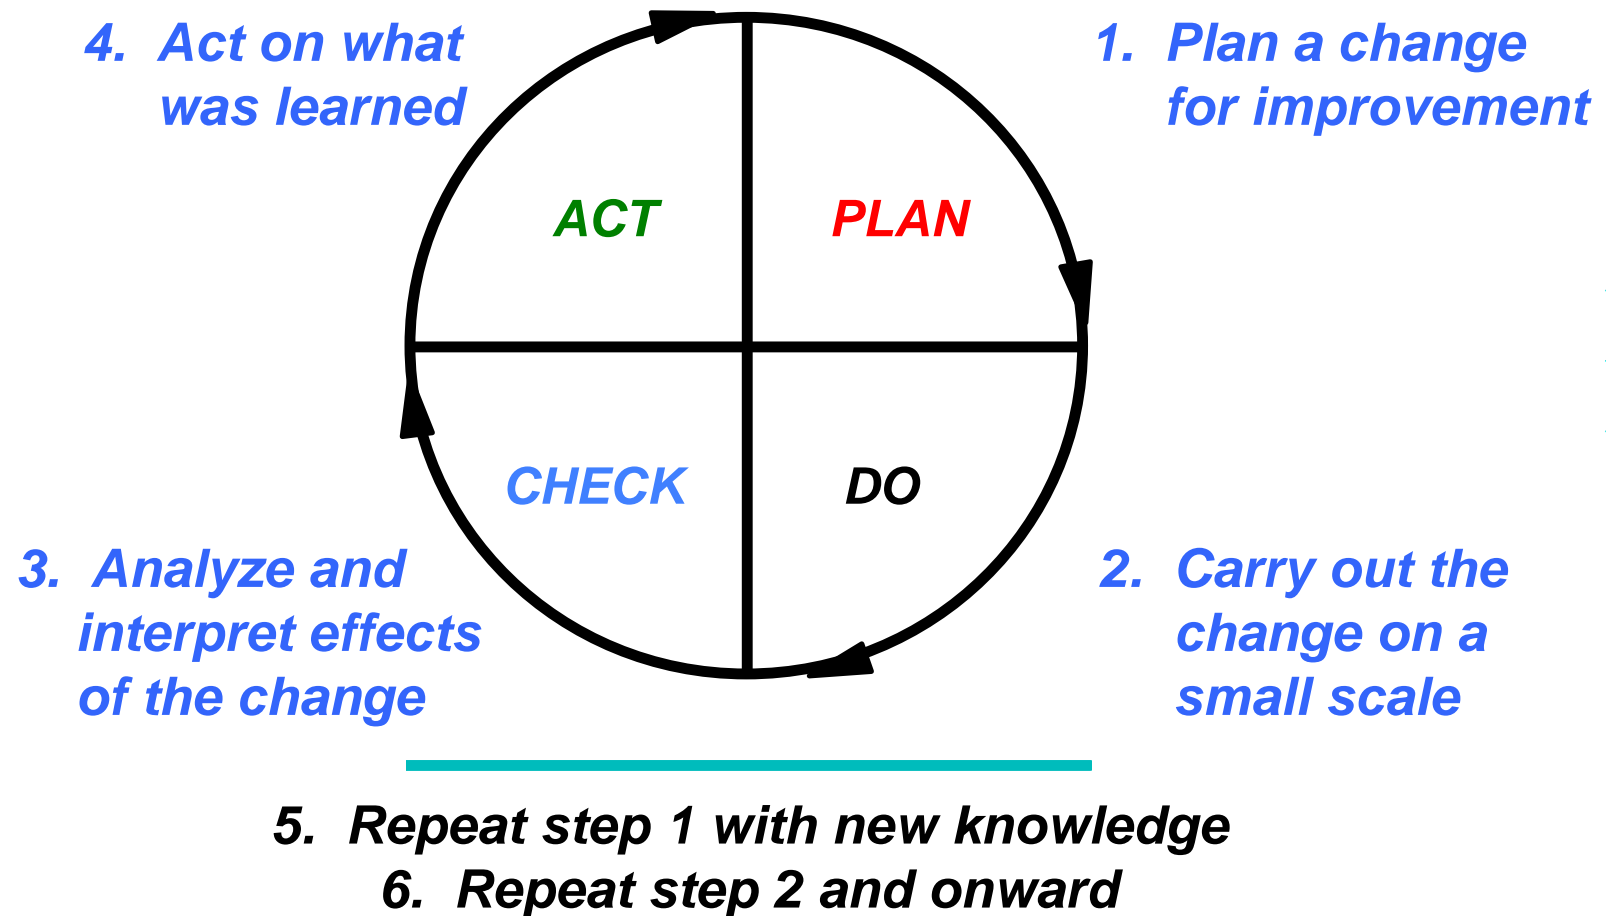 4. Act on what
was learned
1. Plan a change
for improvement
ACT
PLAN
CHECK
DO
3. Analyze and
interpret effects
of the change
2. Carry out the
change on a
small scale
5. Repeat step 1 with new knowledge
6. Repeat step 2 and onward